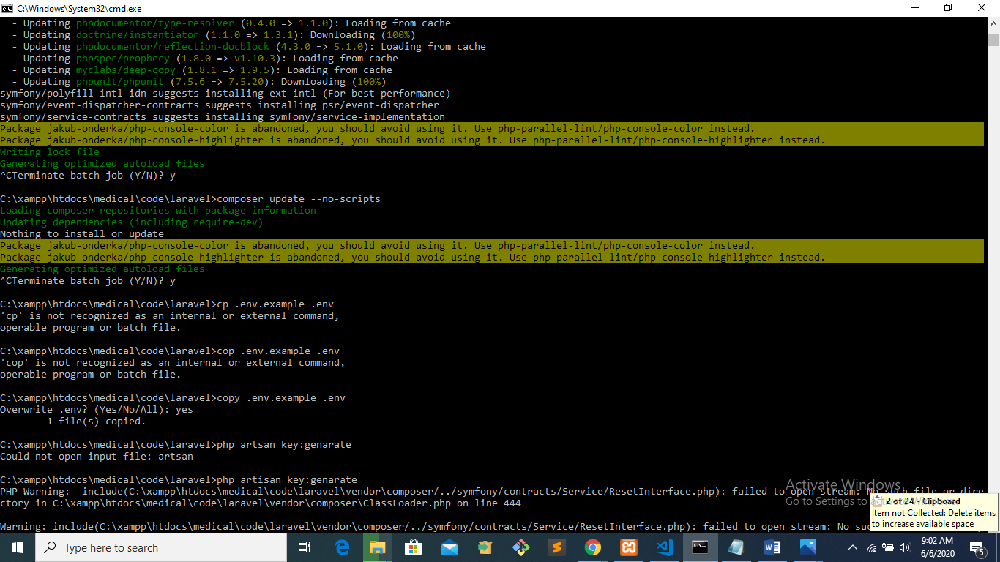 C:\Windows\System32\cmd.exe
- Updating phpdocumentor/type-resolver (0.4.0 => 1.1.0): Loading from cache
- Updating doctrine/instantiator (1.1.0 => 1.3.1): Downloading (100%)
- Updating phpdocumentor/reflection-docblock (4.3.0 => 5.1.0): Loading from cache
- Updating phpspec/prophecy (1.8.0 => v1.10.3): Loading from cache
- Updating myclabs/deep-copy (1.8.1 => 1.9.5): Loading from cache
- Updating phpunit/phpunit (7.5.6 => 7.5.20): Downloading (100%)
symfony/polyfill-intl-idn suggests installing ext-intl (For best performance)
symfony/event-dispatcher-contracts suggests installing psr/event-dispatcher
symfony/service-contracts suggests installing symfony/service-implementation
Package jakub-onderka/php-console-color is abandoned, you should avoid using it. Use php-parallel-lint/php-console-color instead.
Package jakub-onderka/php-console-highlighter is abandoned, you should avoid using it. Use php-parallel-lint/php-console-highlighter instead.
Writing lock file
Generating optimized autoload files
^CTerminate batch job (Y/N)? y
C:\xampp\htdocs\medical\code\laravel>composer update --no-scripts
Loading composer repositories with package information
Updating dependencies (including require-dev)
Nothing to install or update
Package jakub-onderka/php-console-color is abandoned, you should avoid using it. Use php-parallel-lint/php-console-color instead.
Package jakub-onderka/php-console-highlighter is abandoned, you should avoid using it. Use php-parallel-lint/php-console-highlighter instead.
Generating optimized autoload files
^CTerminate batch job (Y/N)? y
C:\xampp\htdocs\medical\code\laravel>cp .env.example .env
'cp' is not recognized as an internal or external command,
operable program or batch file.
C:\xampp\htdocs\medical\code\laravel>cop .env.example .env
'cop' is not recognized as an internal or external command,
operable program or batch file.
C:\xampp\htdocs\medical\code\laravel>copy .env.example .env
Overwrite .env? (Yes/No/All): yes
1 file(s) copied.
C:\xampp\htdocs\medical\code\laravel>php artsan key:genarate
Could not open input file: artsan
C:\xampp\htdocs\medical\code\laravel>php artisan key:genarate
PHP Warning:  include(C:\xampp\htdocs\medical\code\laravel\vendor\composer/../symfony/contracts/Service/ResetInterface.php): failed to open stream: No such file or dire
ctory in C:\xampp\htdocs\medical\code\laravel\vendor\composer\ClassLoader.php on line 444
Warning: include(C:\xampp\htdocs\medical\code\laravel\vendor\composer/../symfony/contracts/Service/ResetInterface.php): failed to open stream: No
Activate Windows
Go to Settings to
2 of 24 - Clipboard
Item not Collected: Delete items
to increase available space
Type here to search
9:02 AM
6/6/2020
5